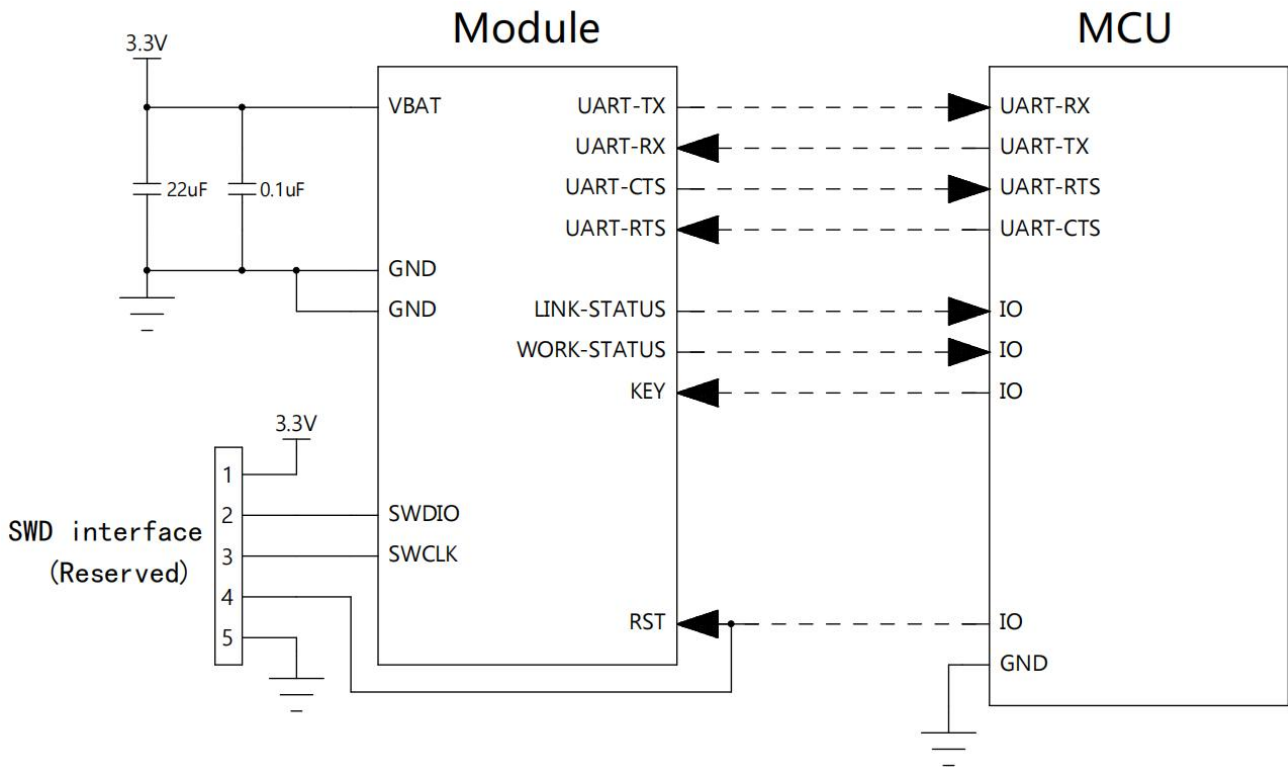 Module
MCU
3.3V
VBAT
UART-TX
UART-RX
UART-RX
UART-TX
22uF
0.1uF
UART-CTS
UART-RTS
UART-RTS
UART-CTS
GND
GND
LINK-STATUS
IO
WORK-STATUS
IO
KEY
IO
3.3V
1
2
SWDIO
SWD interface
3
SWCLK
(Reserved)
4
5
RST
IO
GND